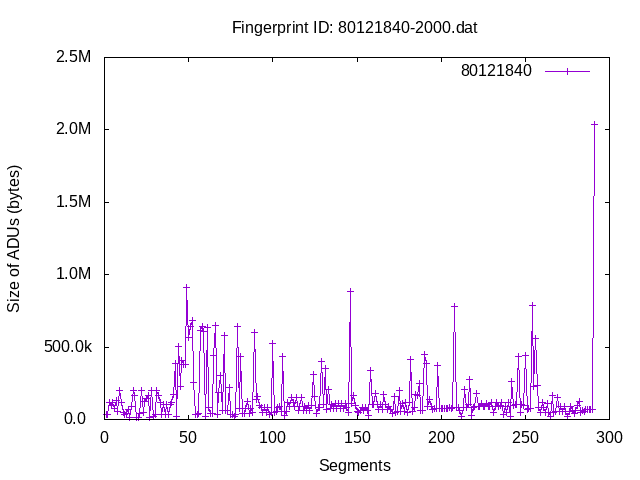 Fingerprint ID: 80121840-2000.dat
80121840
Size of ADUs (bytes)
2.5M
2.0M
1.5M
1.0M
500.0k
0.0
0 50 100 150 200 250 300
Segments